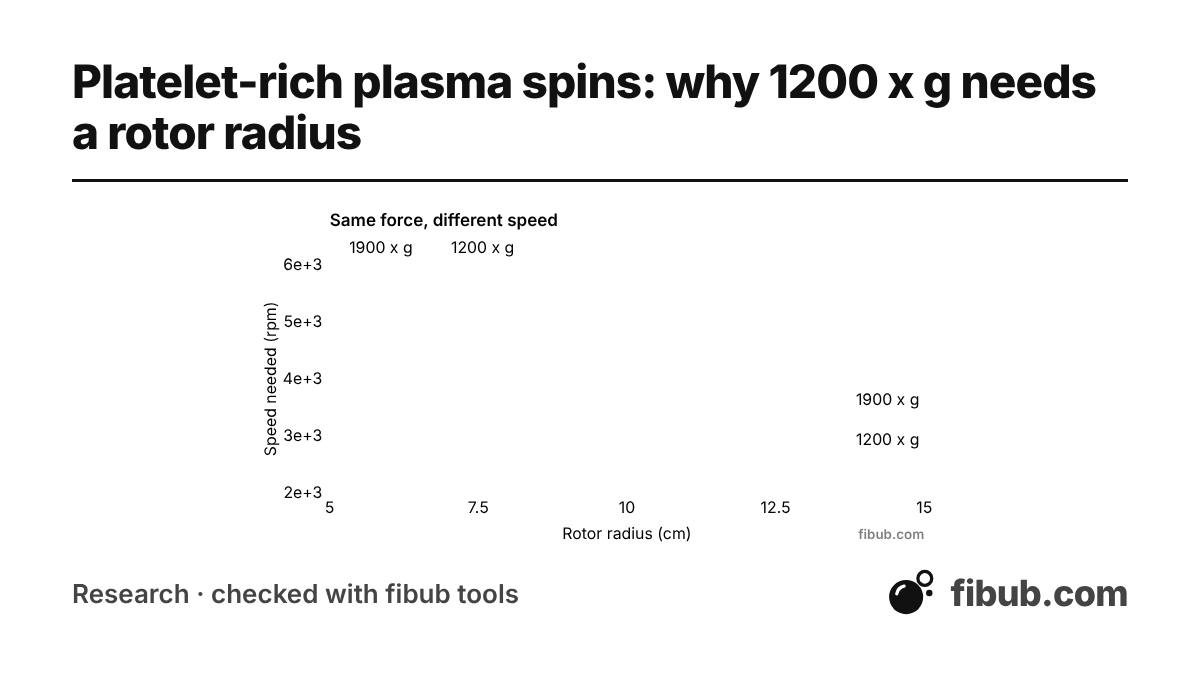 Platelet-rich plasma spins: why 1200 x g needs
a rotor radius
Same force, different speed
1900 x g 1200 x g
6e+3
5e+3
4e+3
3e+3
2e+3
Speed needed (rpm)
1900 x g
1200 x g
5 7.5 10 12.5 15
Rotor radius (cm)
fibub.com
Research · checked with fibub tools
fibub.com